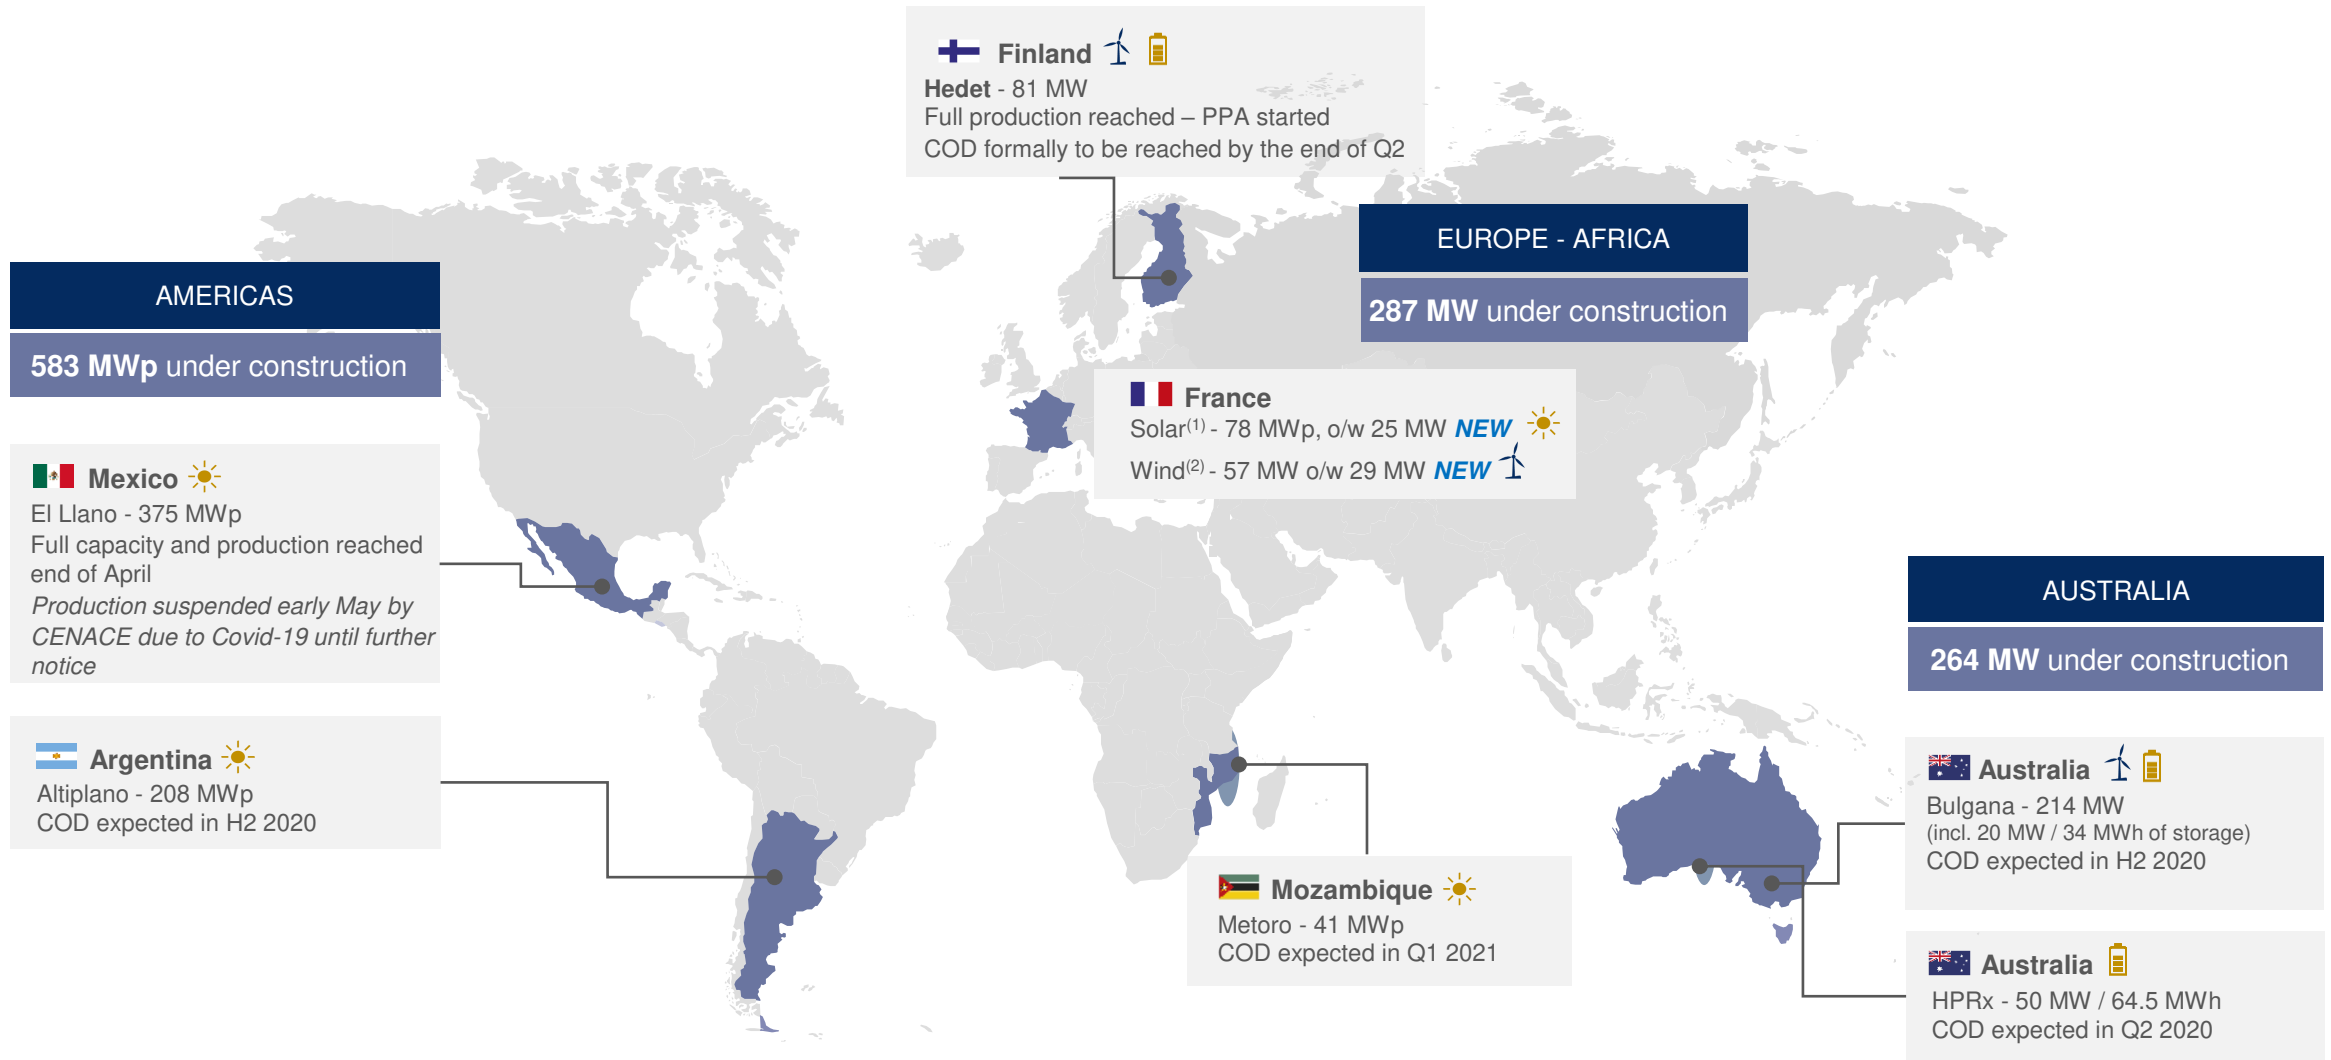 Finland
Hedet - 81 MW
Full production reached – PPA started
COD formally to be reached by the end of Q2
EUROPE - AFRICA
287 MW under construction
AMERICAS
583 MWp under construction
France
Solar(1) - 78 MWp, o/w 25 MW NEW
Wind(2) - 57 MW o/w 29 MW NEW
Mexico
El Llano - 375 MWp
Full capacity and production reached
end of April
Production suspended early May by
CENACE due to Covid-19 until further
notice
AUSTRALIA
264 MW under construction
Argentina
Altiplano - 208 MWp
COD expected in H2 2020
Australia
Bulgana - 214 MW
(incl. 20 MW / 34 MWh of storage)
COD expected in H2 2020
Mozambique
Metoro - 41 MWp
COD expected in Q1 2021
Australia
HPRx - 50 MW / 64.5 MWh
COD expected in Q2 2020